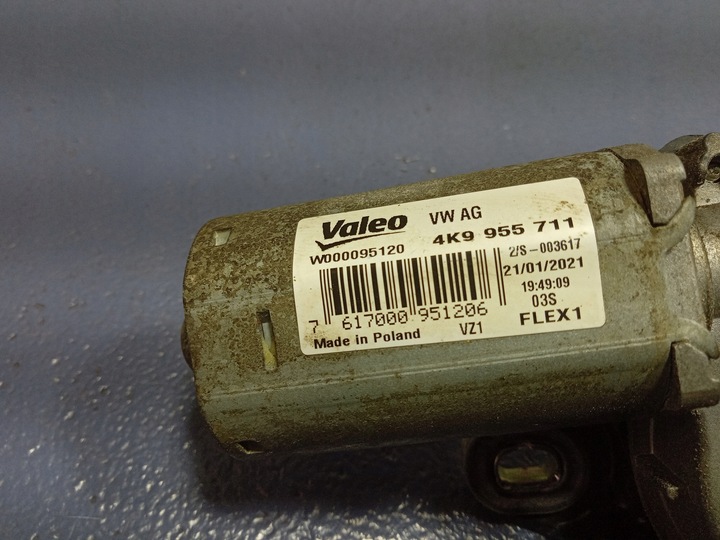 Valeo VW AG
W000095120 4K9 955 711
2/S-003617
21/01/2021
19:49:09
03S
7 617000 951206
Made in Poland VZ1 FLEX1